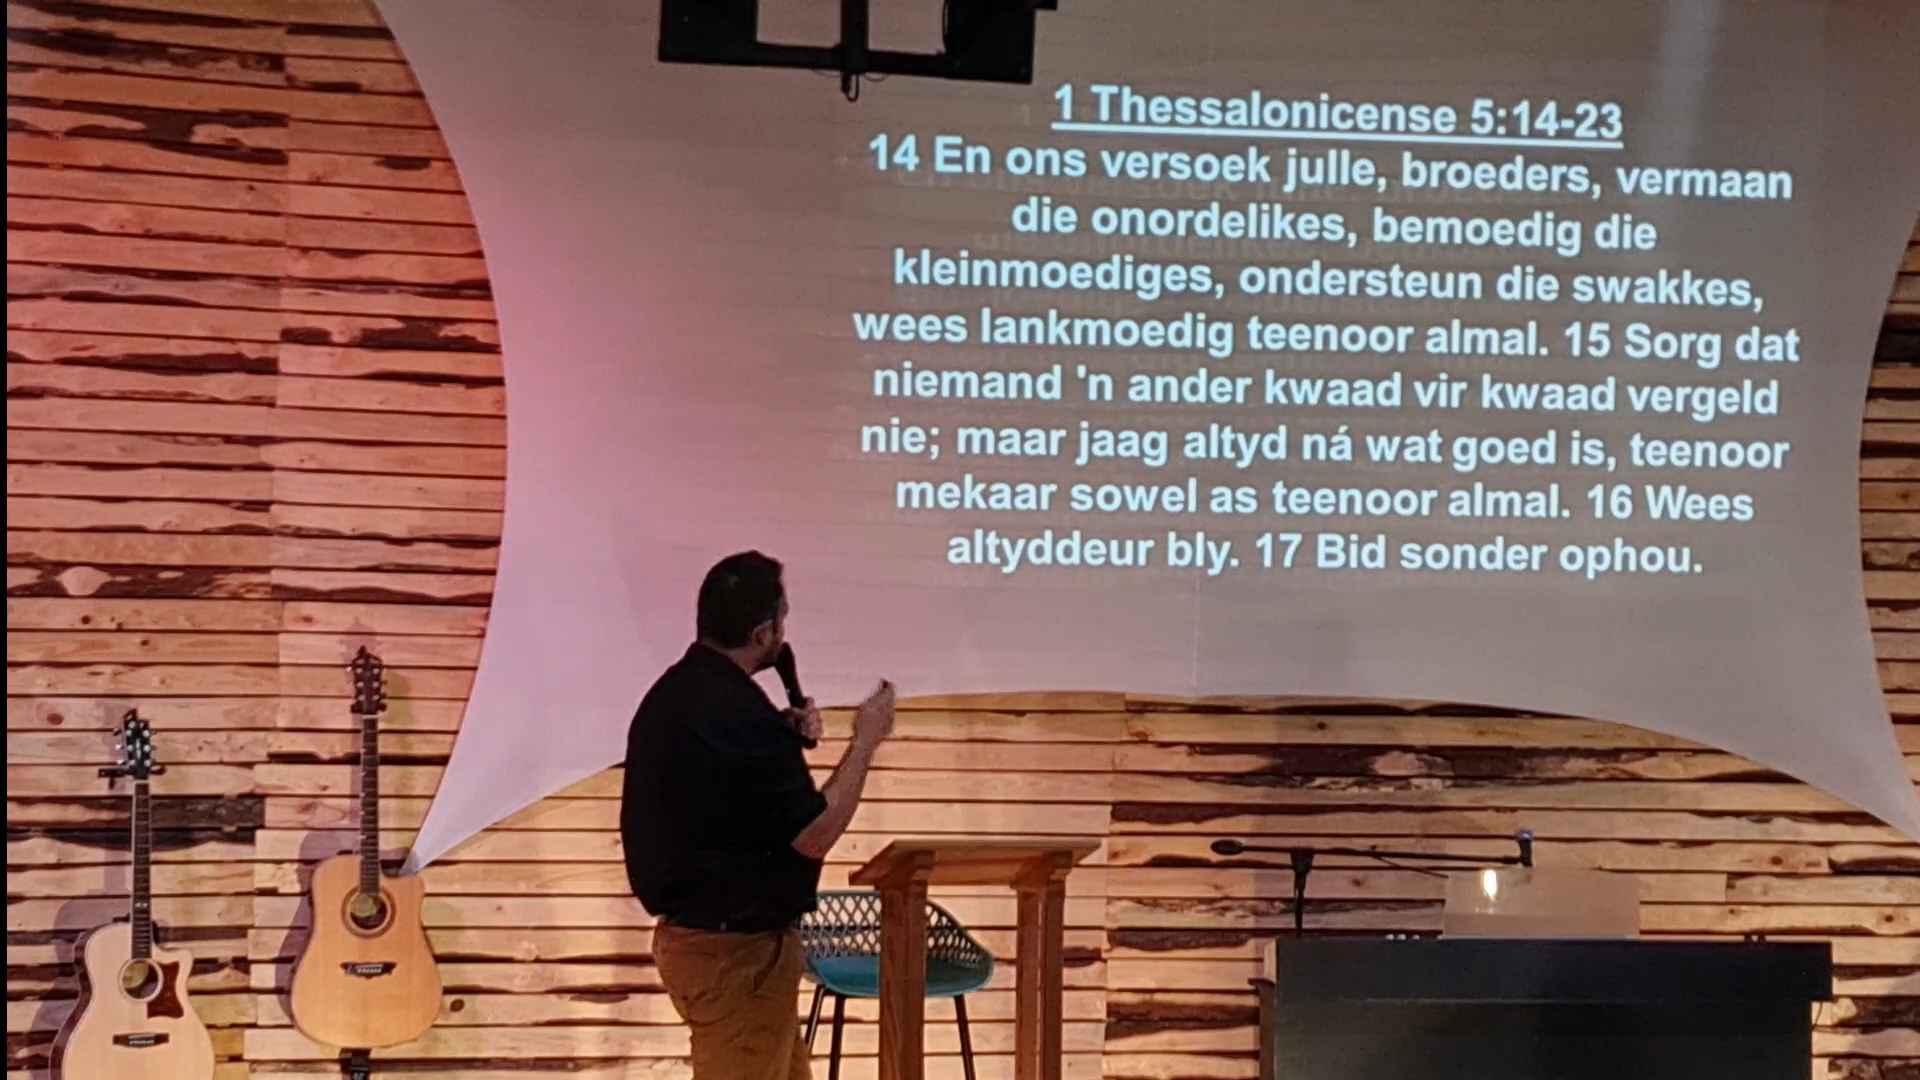 1 Thessalonicense 5:14-23
14 En ons versoek julle, broeders, vermaan
die onordelikes, bemoedig die
kleinmoediges, ondersteun die swakkes,
wees lankmoedig teenoor almal. 15 Sorg dat
niemand 'n ander kwaad vir kwaad vergeld
nie; maar jaag altyd ná wat goed is, teenoor
mekaar sowel as teenoor almal. 16 Wees
altyddeur bly. 17 Bid sonder ophou.